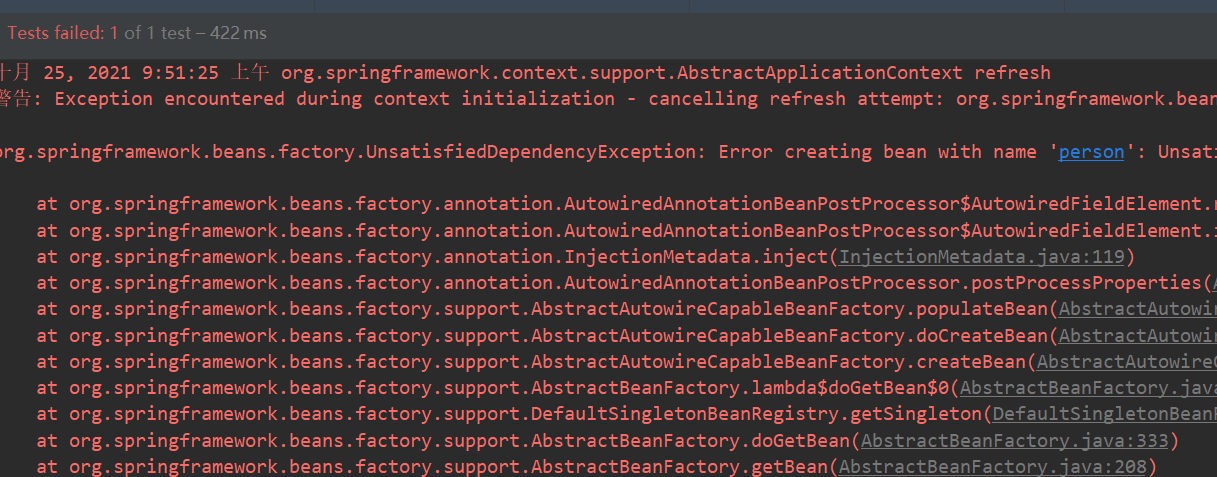 Tests failed: 1 of 1 test – 422 ms
十月 25, 2021 9:51:25 上午 org.springframework.context.support.AbstractApplicationContext refresh
警告: Exception encountered during context initialization - cancelling refresh attempt: org.springframework.bean
org.springframework.beans.factory.UnsatisfiedDependencyException: Error creating bean with name 'person': Unsati
at org.springframework.beans.factory.annotation.AutowiredAnnotationBeanPostProcessor$AutowiredFieldElement.
at org.springframework.beans.factory.annotation.AutowiredAnnotationBeanPostProcessor$AutowiredFieldElement.
at org.springframework.beans.factory.annotation.InjectionMetadata.inject(InjectionMetadata.java:119)
at org.springframework.beans.factory.annotation.AutowiredAnnotationBeanPostProcessor.postProcessProperties(
at org.springframework.beans.factory.support.AbstractAutowireCapableBeanFactory.populateBean(AbstractAutowir
at org.springframework.beans.factory.support.AbstractAutowireCapableBeanFactory.doCreateBean(AbstractAutowir
at org.springframework.beans.factory.support.AbstractAutowireCapableBeanFactory.createBean(AbstractAutowireC
at org.springframework.beans.factory.support.AbstractBeanFactory.lambda$doGetBean$0(AbstractBeanFactory.java
at org.springframework.beans.factory.support.DefaultSingletonBeanRegistry.getSingleton(DefaultSingletonBeanR
at org.springframework.beans.factory.support.AbstractBeanFactory.doGetBean(AbstractBeanFactory.java:333)
at org.springframework.beans.factory.support.AbstractBeanFactory.getBean(AbstractBeanFactory.java:208)